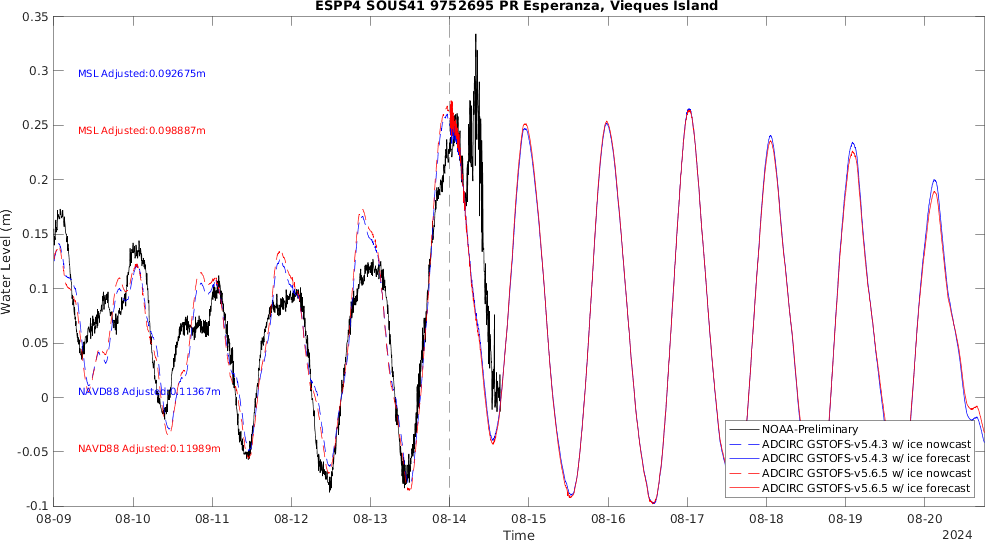 ESPP4 SOUS41 9752695 PR Esperanza, Vieques Island
0.35
0.3
0.25
0.2
0.15
0.1
0.05
0
-0.05
-0.1
Water Level (m)
MSL Adjusted:0.092675m
MSL Adjusted:0.098887m
NAVD88 Adjusted:0.11367m
NAVD88 Adjusted:0.11989m
NOAA-Preliminary
ADCIRC GSTOFS-v5.4.3 w/ ice nowcast
ADCIRC GSTOFS-v5.4.3 w/ ice forecast
ADCIRC GSTOFS-v5.6.5 w/ ice nowcast
ADCIRC GSTOFS-v5.6.5 w/ ice forecast
08-09 08-10 08-11 08-12 08-13 08-14 08-15 08-16 08-17 08-18 08-19 08-20
Time
2024